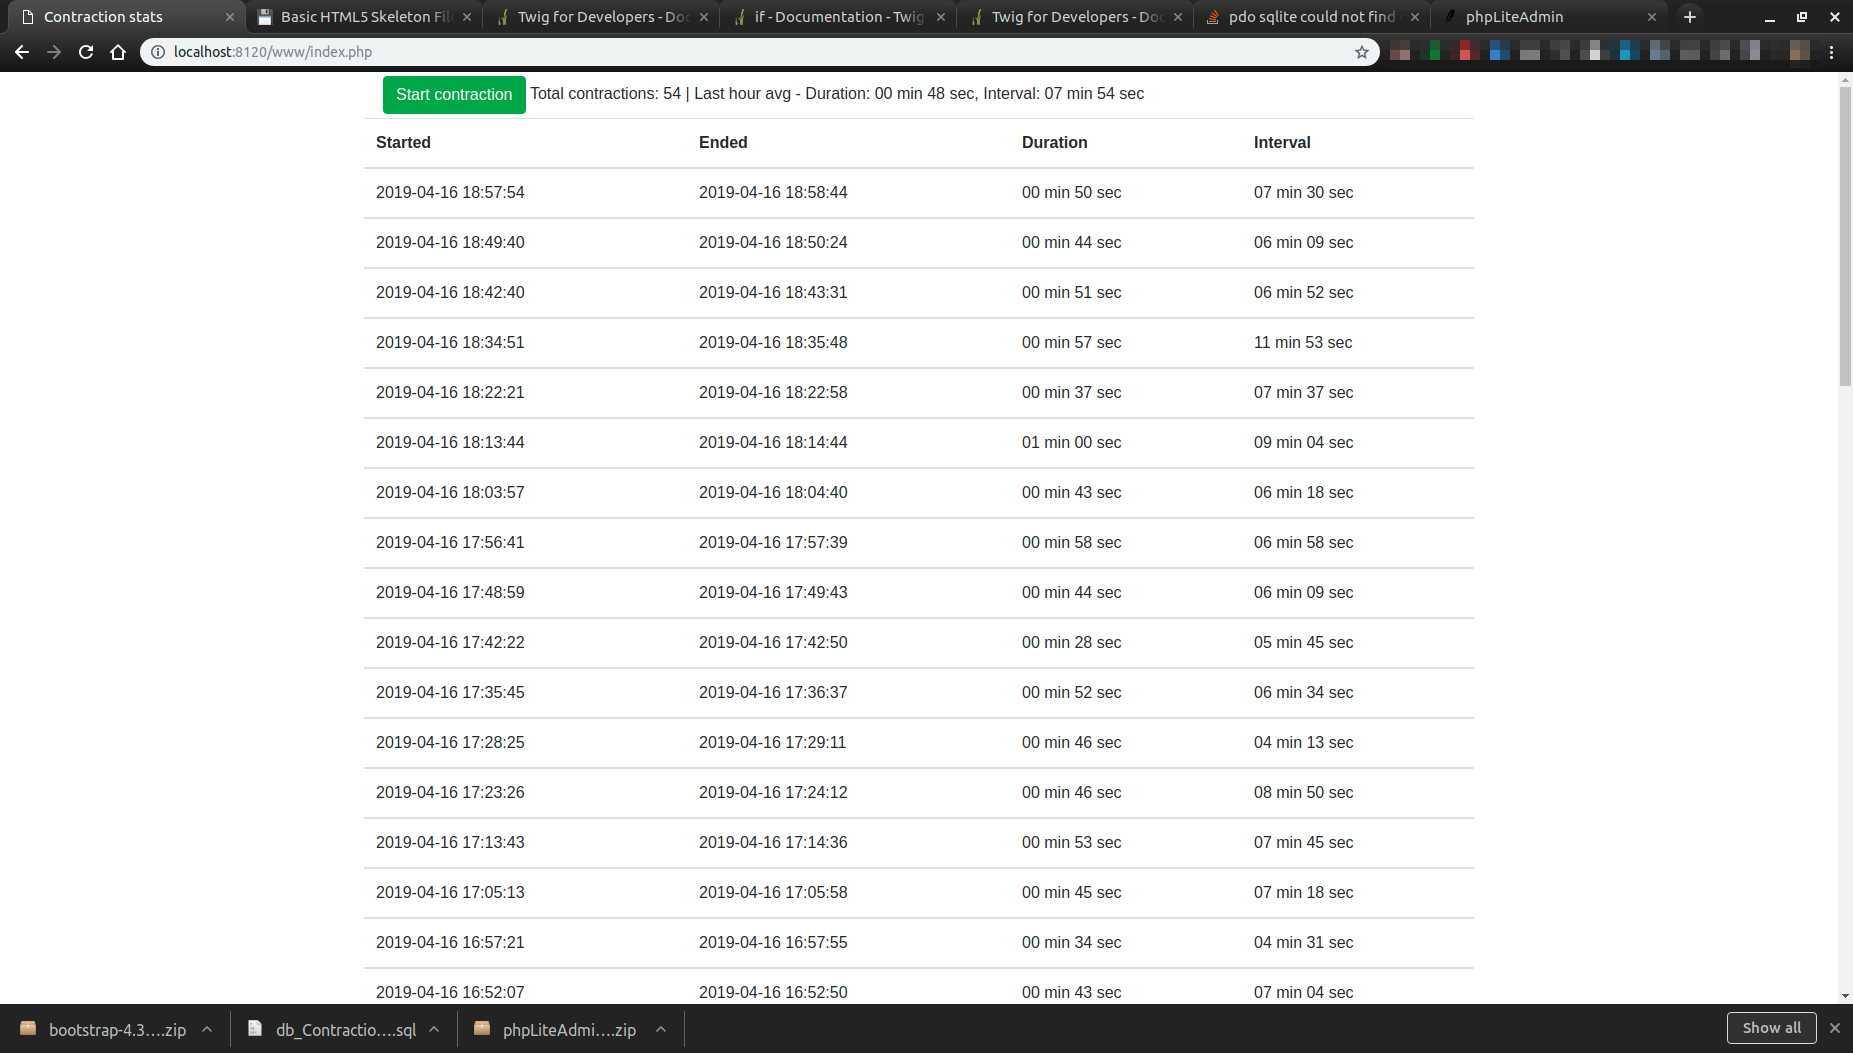 Contraction stats
Basic HTML5 Skeleton Fil
Twig for Developers - Doc
if - Documentation - Twig
Twig for Developers - Doc
pdo sqlite could not find
phpLiteAdmin
localhost:8120/www/index.php
Start contraction Total contractions: 54 | Last hour avg - Duration: 00 min 48 sec, Interval: 07 min 54 sec
Started Ended Duration Interval
2019-04-16 18:57:54 2019-04-16 18:58:44 00 min 50 sec 07 min 30 sec
2019-04-16 18:49:40 2019-04-16 18:50:24 00 min 44 sec 06 min 09 sec
2019-04-16 18:42:40 2019-04-16 18:43:31 00 min 51 sec 06 min 52 sec
2019-04-16 18:34:51 2019-04-16 18:35:48 00 min 57 sec 11 min 53 sec
2019-04-16 18:22:21 2019-04-16 18:22:58 00 min 37 sec 07 min 37 sec
2019-04-16 18:13:44 2019-04-16 18:14:44 01 min 00 sec 09 min 04 sec
2019-04-16 18:03:57 2019-04-16 18:04:40 00 min 43 sec 06 min 18 sec
2019-04-16 17:56:41 2019-04-16 17:57:39 00 min 58 sec 06 min 58 sec
2019-04-16 17:48:59 2019-04-16 17:49:43 00 min 44 sec 06 min 09 sec
2019-04-16 17:42:22 2019-04-16 17:42:50 00 min 28 sec 05 min 45 sec
2019-04-16 17:35:45 2019-04-16 17:36:37 00 min 52 sec 06 min 34 sec
2019-04-16 17:28:25 2019-04-16 17:29:11 00 min 46 sec 04 min 13 sec
2019-04-16 17:23:26 2019-04-16 17:24:12 00 min 46 sec 08 min 50 sec
2019-04-16 17:13:43 2019-04-16 17:14:36 00 min 53 sec 07 min 45 sec
2019-04-16 17:05:13 2019-04-16 17:05:58 00 min 45 sec 07 min 18 sec
2019-04-16 16:57:21 2019-04-16 16:57:55 00 min 34 sec 04 min 31 sec
2019-04-16 16:52:07 2019-04-16 16:52:50 00 min 43 sec 07 min 04 sec
bootstrap-4.3....zip
db_Contractio....sql
phpLiteAdmi....zip
Show all